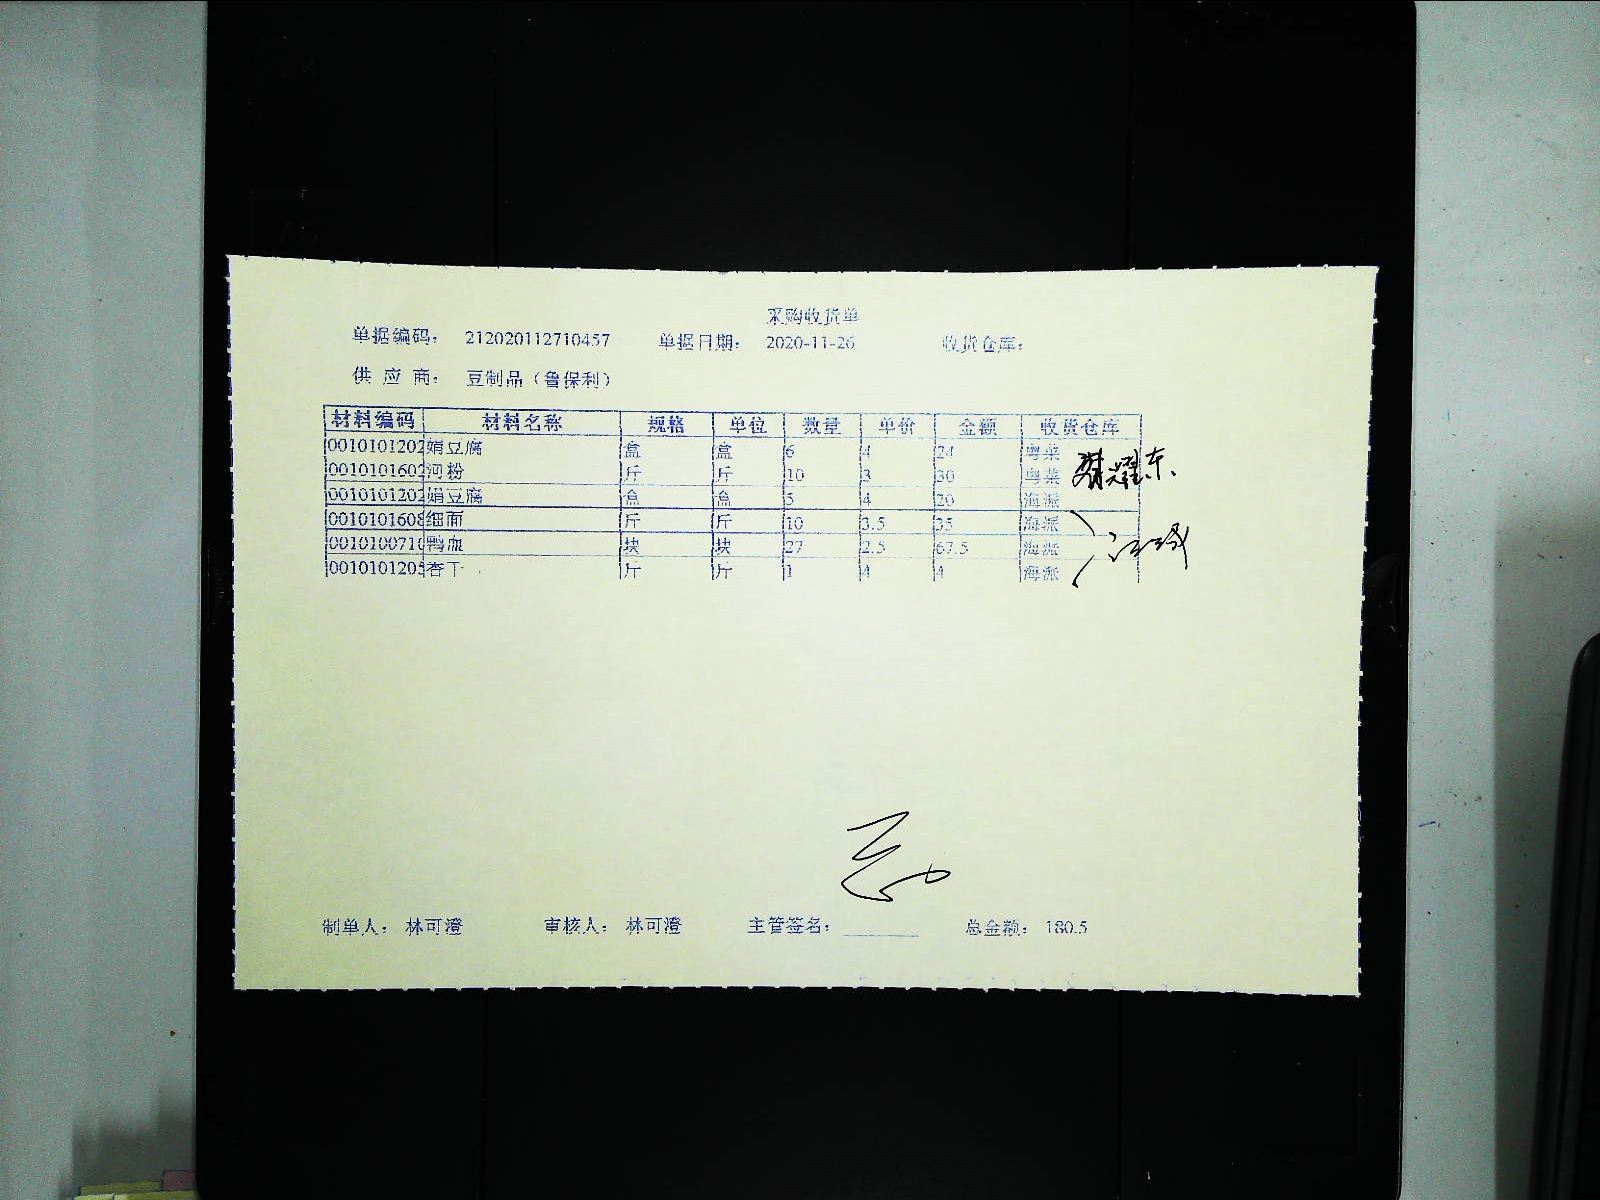 采购收货单
单据编码： 212020112710457 单据日期： 2020-11-26 收货仓库：
供 应 商： 豆制品（鲁保利）
材料编码 材料名称 规格 单位 数量 单价 金额 收货仓库
0010101202 娟豆腐 盒 盒 6 4 24 粤菜
0010101602 河粉 斤 斤 10 3 30 粤菜
0010101202 娟豆腐 盒 盒 5 4 20 海派
0010101608 细面 斤 斤 10 3.5 35 海派
0010100710 鸭血 块 块 27 2.5 67.5 海派
0010101205 香干 斤 斤 1 4 4 海派
制单人： 林可澄 审核人： 林可澄 主管签名： 总金额： 180.5